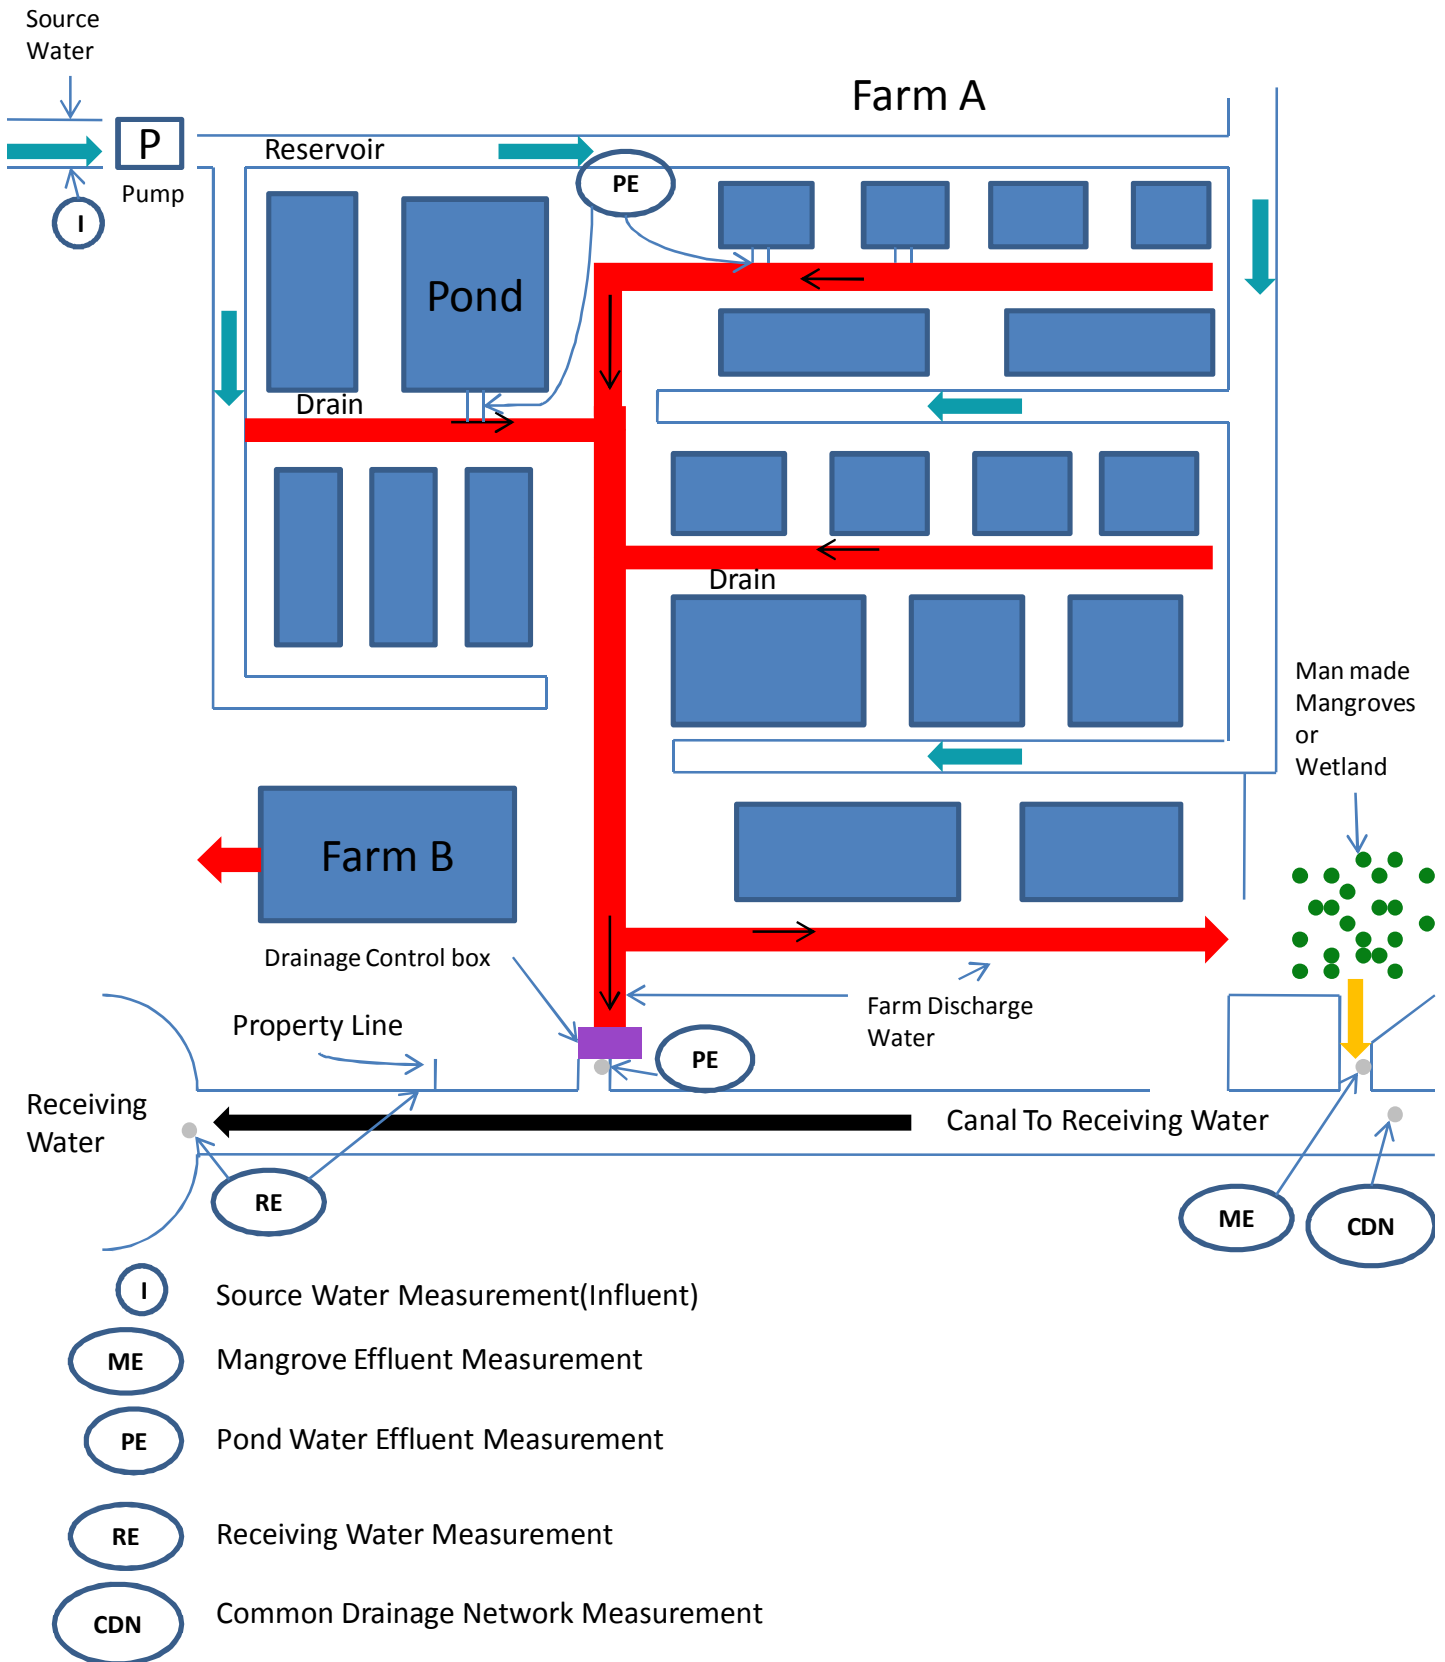 Source
Water
Farm A
P
Reservoir
PE
Pump
I
Pond
Drain
Drain
Man made
Mangroves
or
Wetland
Farm B
Drainage Control box
Farm Discharge
Water
Property Line
PE
Receiving
Water
Canal To Receiving Water
RE
ME
CDN
I
Source Water Measurement(Influent)
ME
Mangrove Effluent Measurement
PE
Pond Water Effluent Measurement
RE
Receiving Water Measurement
CDN
Common Drainage Network Measurement